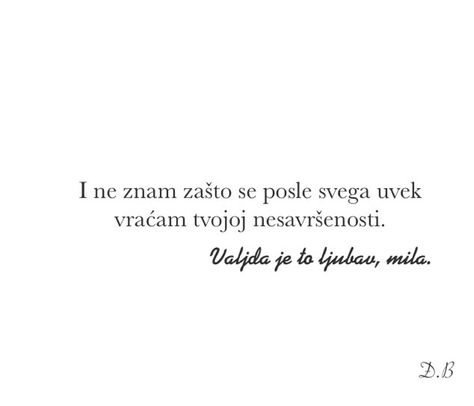 I ne znam zašto se posle svega uvek
vraćam tvojoj nesavršenosti.
Valjda je to ljubav, mila.
D.B